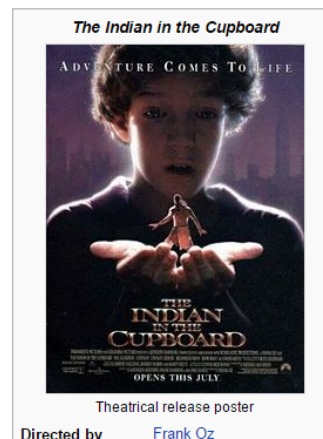 The Indian in the Cupboard
ADVENTURE COMES TO LIFE
THE
INDIAN
IN THE
CUPBOARD
OPENS THIS JULY
Theatrical release poster
Directed by Frank Oz